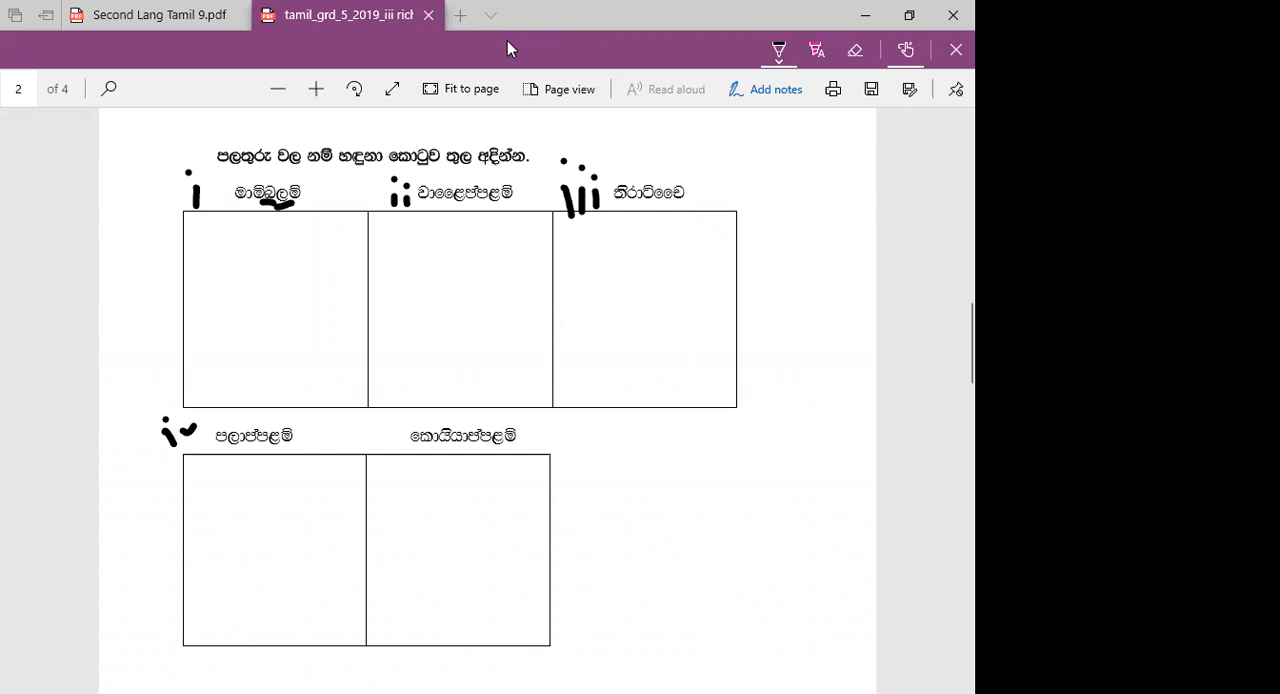 Second Lang Tamil 9.pdf tamil_grd_5_2019_iii rich
2 of 4 Fit to page Page view Read aloud Add notes
පලතුරු වල නම් හඳුනා කොටුව තුල අඳින්න.
i මාම්බලම් ii වාළෛප්පළම් iii තිරාට්චෛ
iv පලාප්පළම් කොයියාප්පළම්